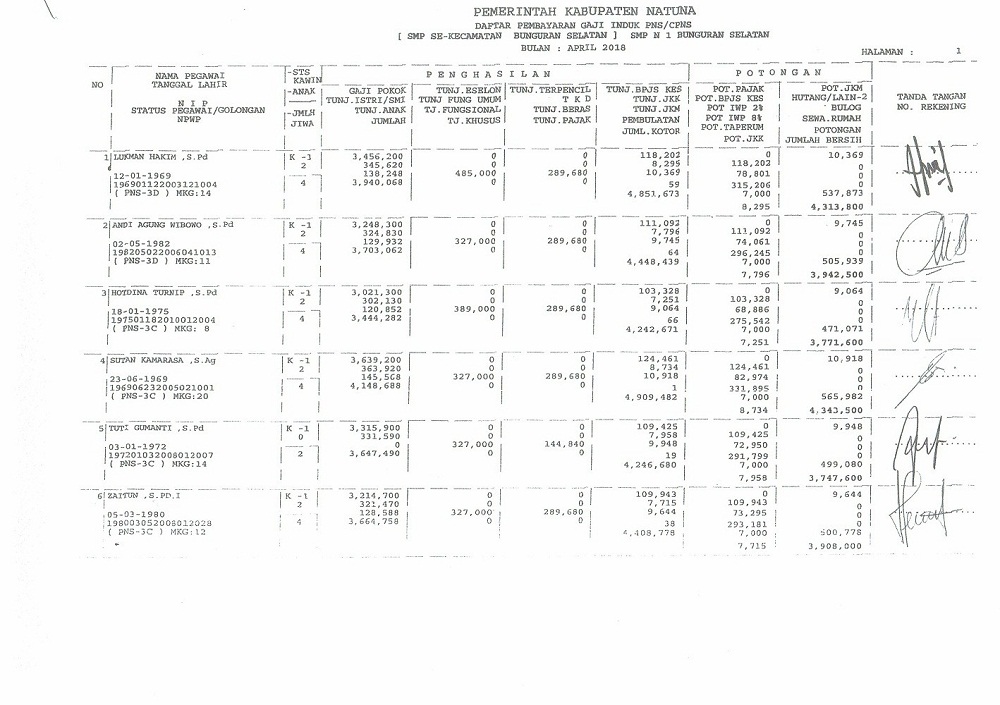 PEMERINTAH KABUPATEN NATUNA
DAFTAR PEMBAYARAN GAJI INDUK PNS/CPNS
[ SMP SE-KECAMATAN BUNGURAN SELATAN ] SMP N 1 BUNGURAN SELATAN
BULAN : APRIL 2018
HALAMAN : 1
NO NAMA PEGAWAI -STS PENGHASILAN POTONGAN TANDA TANGAN
TANGGAL LAHIR KAWIN
-ANAK GAJI POKOK TUNJ.ESELON TUNJ.TERPENCIL TUNJ.BPJS KES POT.PAJAK POT.JKM
NIP TUNJ.ISTRI/SMI TUNJ FUNG UMUM TKD TUNJ.JKK POT.BPJS KES HUTANG/LAIN-2
STATUS PEGAWAI/GOLONGAN -JMLH TUNJ.ANAK TJ.FUNGSIONAL TUNJ.BERAS TUNJ.JKM POT IWP 2% BULOG NO. REKENING
NPWP JIWA JUMLAH TJ.KHUSUS TUNJ.PAJAK PEMBULATAN POT IWP 8% SEWA.RUMAH
JUML.KOTOR POT.TAPERUM POTONGAN
POT.JKK JUMLAH BERSIH
1 LUKMAN HAKIM ,S.Pd K -1 3,456,200 0 0 118,202 0 10,369
2 345,620 0 0 8,295 118,202 0
12-01-1969 138,248 485,000 289,680 10,369 78,801 0
196901122003121004 4 3,940,068 0 0 59 315,206 0
( PNS-3D ) MKG:14 4,851,673 7,000 537,873
8,295 4,313,800
2 ANDI AGUNG WIBOWO ,S.Pd K -1 3,248,300 0 0 111,092 0 9,745
2 324,830 0 0 7,796 111,092 0
02-05-1982 129,932 327,000 289,680 9,745 74,061 0
198205022006041013 4 3,703,062 0 0 64 296,245 0
( PNS-3D ) MKG:11 4,448,439 7,000 505,939
7,796 3,942,500
3 HOTDINA TURNIP ,S.Pd K -1 3,021,300 0 0 103,328 0 9,064
2 302,130 0 0 7,251 103,328 0
18-01-1975 120,852 389,000 289,680 9,064 68,886 0
197501182010012004 4 3,444,282 0 0 66 275,542 0
( PNS-3C ) MKG: 8 4,242,671 7,000 471,071
7,251 3,771,600
4 SUTAN KAMARASA ,S.Ag K -1 3,639,200 0 0 124,461 0 10,918
2 363,920 0 0 8,734 124,461 0
23-06-1969 145,568 327,000 289,680 10,918 82,974 0
196906232005021001 4 4,148,688 0 0 1 331,895 0
( PNS-3C ) MKG:20 4,909,482 7,000 565,982
8,734 4,343,500
5 TUTI GUMANTI ,S.Pd K -1 3,315,900 0 0 109,425 0 9,948
0 331,590 0 0 7,958 109,425 0
03-01-1972 0 327,000 144,840 9,948 72,950 0
197201032008012007 2 3,647,490 0 0 19 291,799 0
( PNS-3C ) MKG:14 4,246,680 7,000 499,080
7,958 3,747,600
6 ZAITUN ,S.PD.I K -1 3,214,700 0 0 109,943 0 9,644
2 321,470 0 0 7,715 109,943 0
05-03-1980 128,588 327,000 289,680 9,644 73,295 0
198003052008012028 4 3,664,758 0 0 38 293,181 0
( PNS-3C ) MKG:12 4,408,778 7,000 500,778
7,715 3,908,000